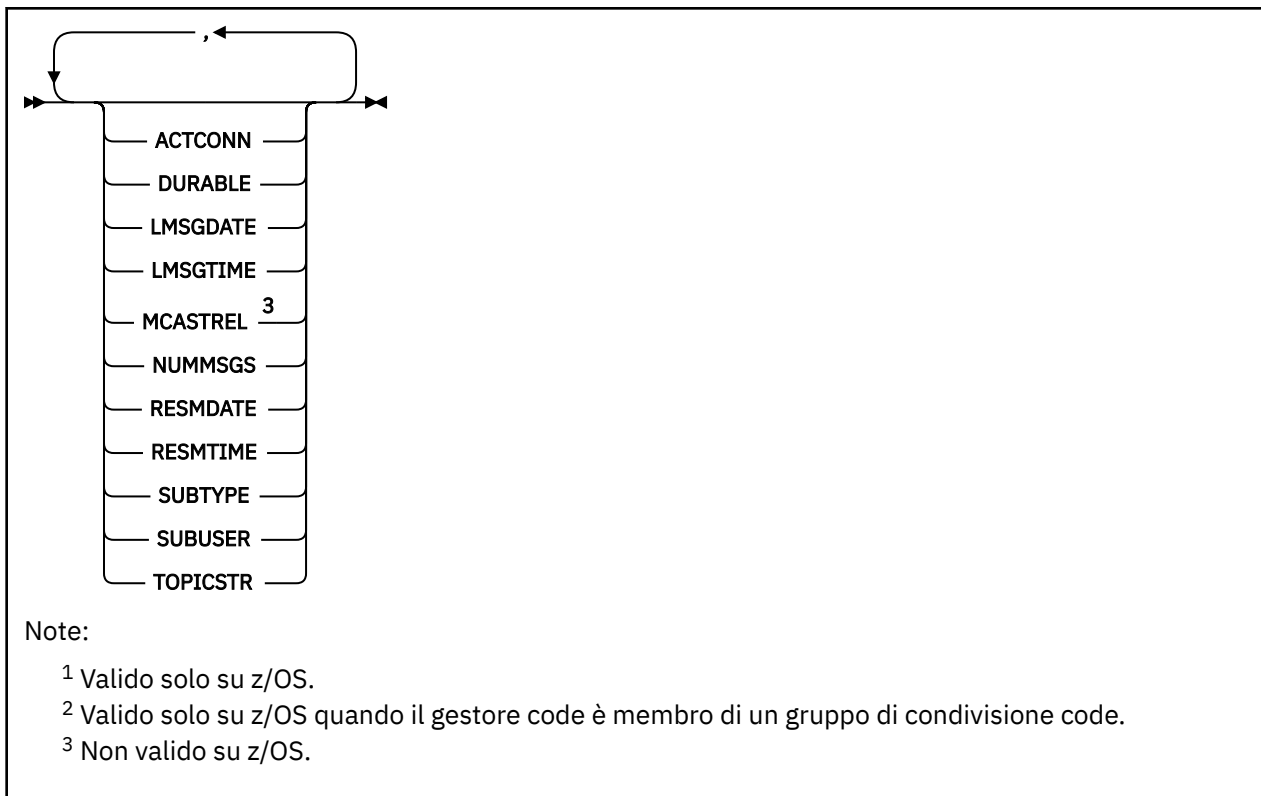 ,
ACTCONN
DURABLE
LMSGDATE
LMSGTIME
MCASTREL 3
NUMMSGS
RESMDATE
RESMTIME
SUBTYPE
SUBUSER
TOPICSTR
Note:
1 Valido solo su z/OS.
2 Valido solo su z/OS quando il gestore code è membro di un gruppo di condivisione code.
3 Non valido su z/OS.